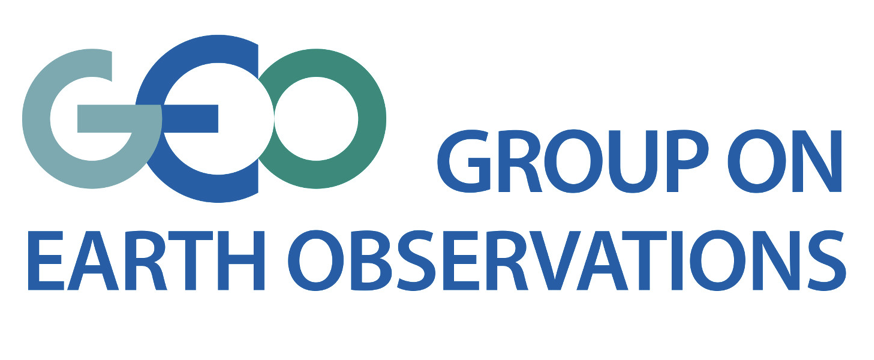 GEO GROUP ON
EARTH OBSERVATIONS